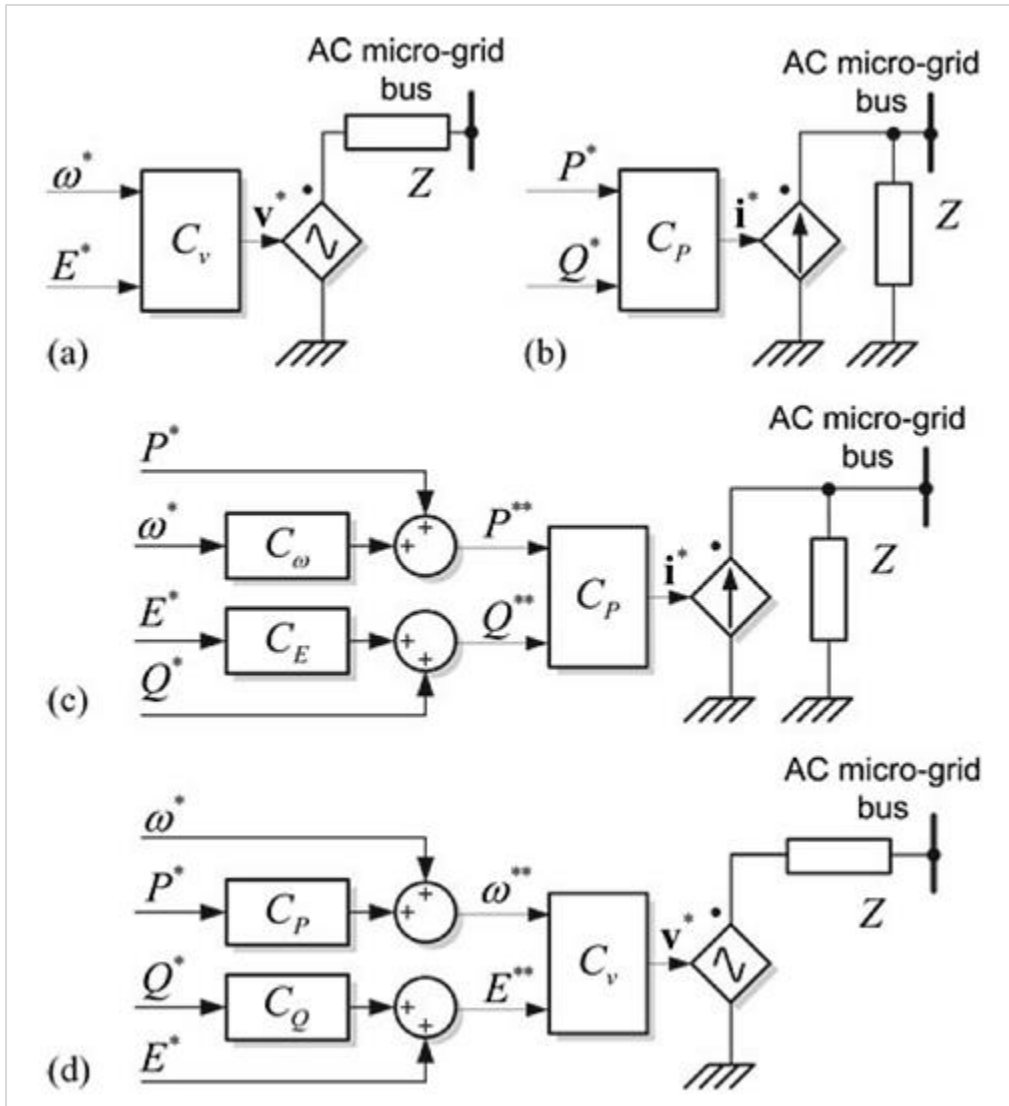 AC micro-grid
bus
Z
ω*
E*
C_v
v*
(a)
AC micro-grid
bus
P*
Q*
C_P
i*
Z
(b)
AC micro-grid
bus
P*
ω*
C_ω
+
+
P**
E*
C_E
+
+
Q**
Q*
C_P
i*
Z
(c)
AC micro-grid
bus
ω*
P*
C_P
+
+
ω**
Q*
C_Q
+
+
E**
E*
C_v
v*
Z
(d)